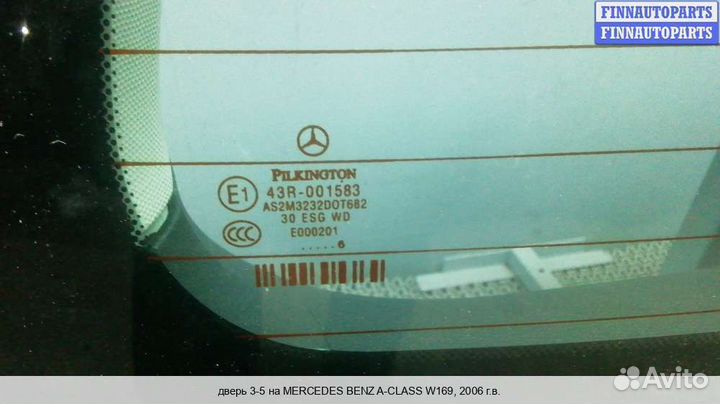 FINNAUTOPARTS
FINNAUTOPARTS
PILKINGTON
E1
43R-001583
AS2M3232DOT682
30 ESG WD
CCC
E000201
.....6
дверь 3-5 на MERCEDES BENZ A-CLASS W169, 2006 г.в.
Avito